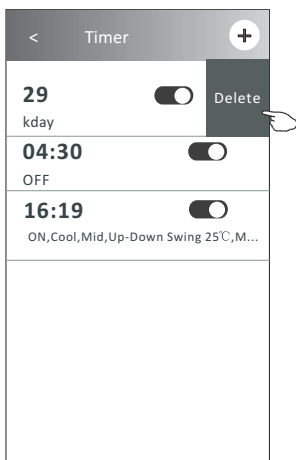 < Timer +
29
kday
Delete
04:30
OFF
16:19
ON,Cool,Mid,Up-Down Swing 25℃,M...